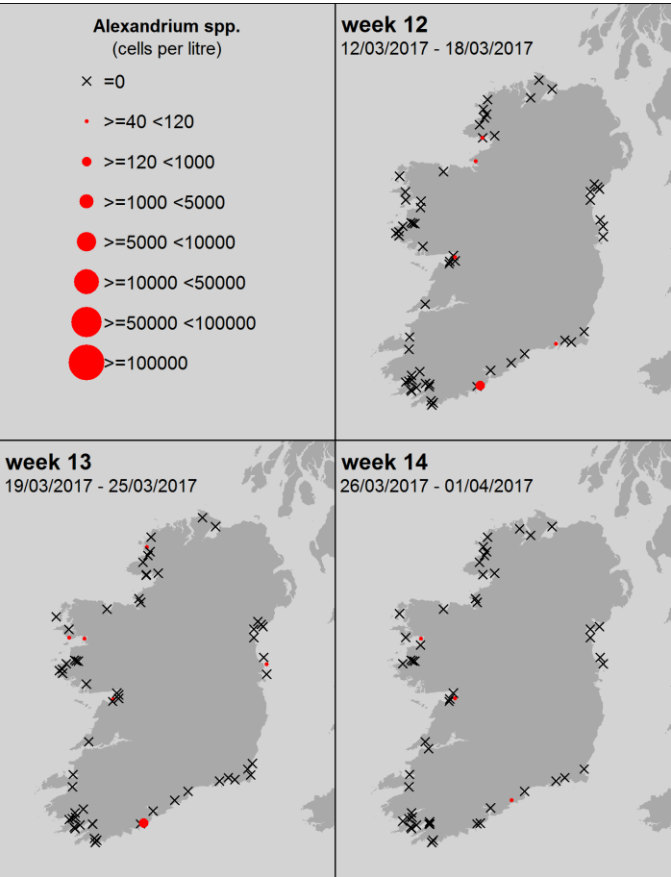 Alexandrium spp.
(cells per litre)
=0
>=40 <120
>=120 <1000
>=1000 <5000
>=5000 <10000
>=10000 <50000
>=50000 <100000
>=100000
week 12
12/03/2017 - 18/03/2017
week 13
19/03/2017 - 25/03/2017
week 14
26/03/2017 - 01/04/2017